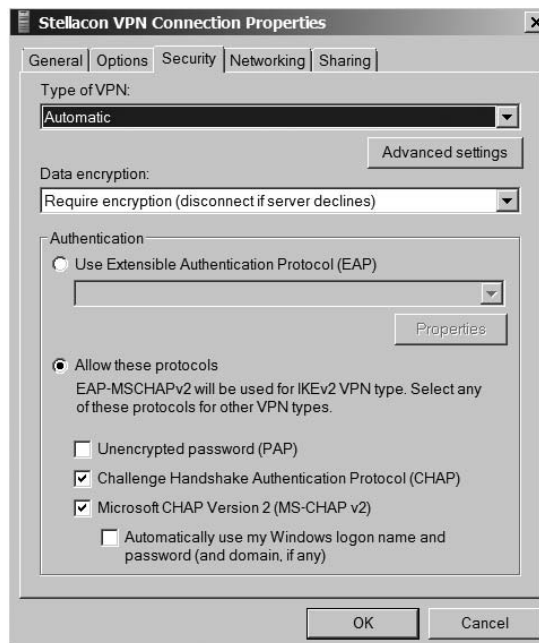 Stellacon VPN Connection Properties
General Options Security Networking Sharing
Type of VPN:
Automatic
Advanced settings
Data encryption:
Require encryption (disconnect if server declines)
Authentication
Use Extensible Authentication Protocol (EAP)
Properties
Allow these protocols
EAP-MSCHAPv2 will be used for IKEv2 VPN type. Select any
of these protocols for other VPN types.
Unencrypted password (PAP)
Challenge Handshake Authentication Protocol (CHAP)
Microsoft CHAP Version 2 (MS-CHAP v2)
Automatically use my Windows logon name and
password (and domain, if any)
OK Cancel